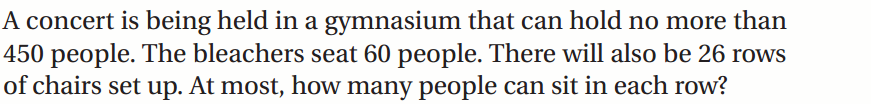 A concert is being held in a gymnasium that can hold no more than
450 people. The bleachers seat 60 people. There will also be 26 rows
of chairs set up. At most, how many people can sit in each row?